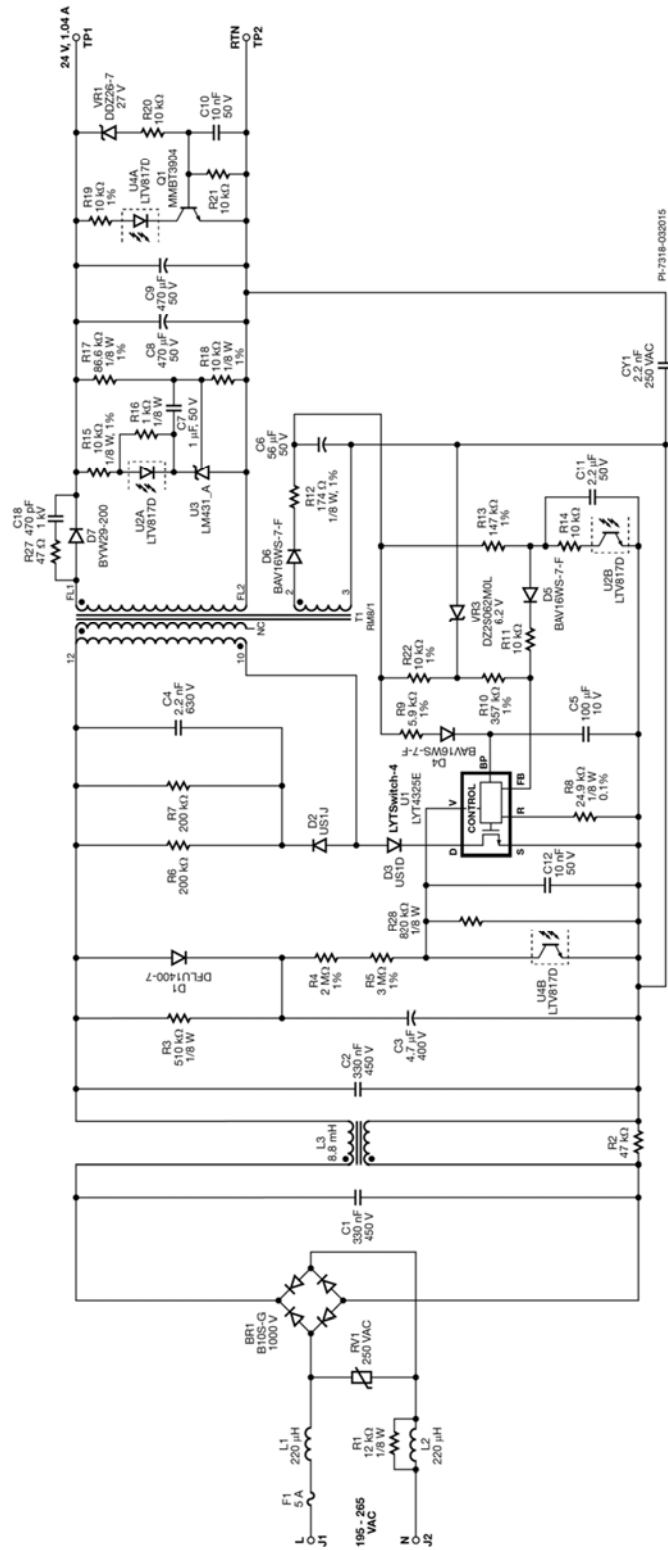 L
J1
F1
5 A
L1
220 µH
195 - 265
VAC
N
J2
R1
12 kΩ
1/8 W
L2
220 µH
RV1
250 VAC
BR1
B10S-G
1000 V
C1
330 nF
450 V
L3
8.8 mH
R2
47 kΩ
C2
330 nF
450 V
R3
510 kΩ
1/8 W
D1
DFLU1400-7
C3
4.7 µF
400 V
R4
2 MΩ
1%
R5
3 MΩ
1%
U4B
LTV817D
R28
820 kΩ
1/8 W
C12
10 nF
50 V
R6
200 kΩ
R7
200 kΩ
C4
2.2 nF
630 V
D2
US1J
D3
US1D
LYTSwitch-4
U1
LYT4325E
CONTROL
D
S
V
BP
R
FB
R8
24.9 kΩ
1/8 W
0.1%
C5
100 µF
10 V
D4
BAV16WS-7-F
R9
5.9 kΩ
1%
R22
10 kΩ
1%
R10
357 kΩ
1%
VR3
DZ2S062M0L
6.2 V
R11
10 kΩ
D5
BAV16WS-7-F
R13
147 kΩ
1%
R14
10 kΩ
U2B
LTV817D
C11
2.2 µF
50 V
12
10
NC
FL1
FL2
T1
RM8/1
2
3
D6
BAV16WS-7-F
R12
174 Ω
1/8 W, 1%
C6
56 µF
50 V
R27
47 Ω
C18
470 pF
1 kV
D7
BYW29-200
R15
10 kΩ
1/8 W, 1%
U2A
LTV817D
R16
1 kΩ
1/8 W
C7
1 µF, 50 V
U3
LM431_A
R17
86.6 kΩ
1/8 W
1%
R18
10 kΩ
1/8 W
1%
C8
470 µF
50 V
C9
470 µF
50 V
R19
10 kΩ
1%
U4A
LTV817D
Q1
MMBT3904
R21
10 kΩ
VR1
DDZ26-7
27 V
R20
10 kΩ
C10
10 nF
50 V
24 V, 1.04 A
TP1
RTN
TP2
CY1
2.2 nF
250 VAC
PI-7318-032015